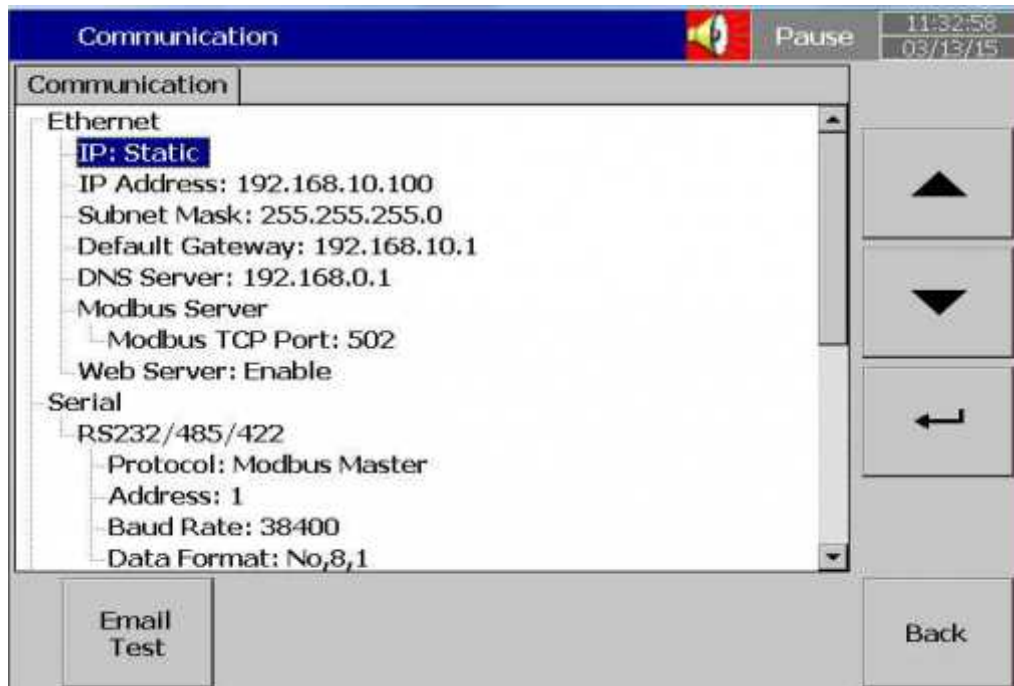 Communication
Pause
11:32:58
03/13/15
Communication
Ethernet
IP: Static
IP Address: 192.168.10.100
Subnet Mask: 255.255.255.0
Default Gateway: 192.168.10.1
DNS Server: 192.168.0.1
Modbus Server
Modbus TCP Port: 502
Web Server: Enable
Serial
RS232/485/422
Protocol: Modbus Master
Address: 1
Baud Rate: 38400
Data Format: No,8,1
Email
Test
Back